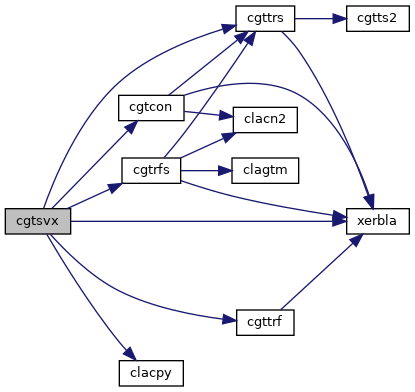 cgttrs
cgtts2
cgtcon
clacn2
cgtrfs
clagtm
cgtsvx
xerbla
cgttrf
clacpy